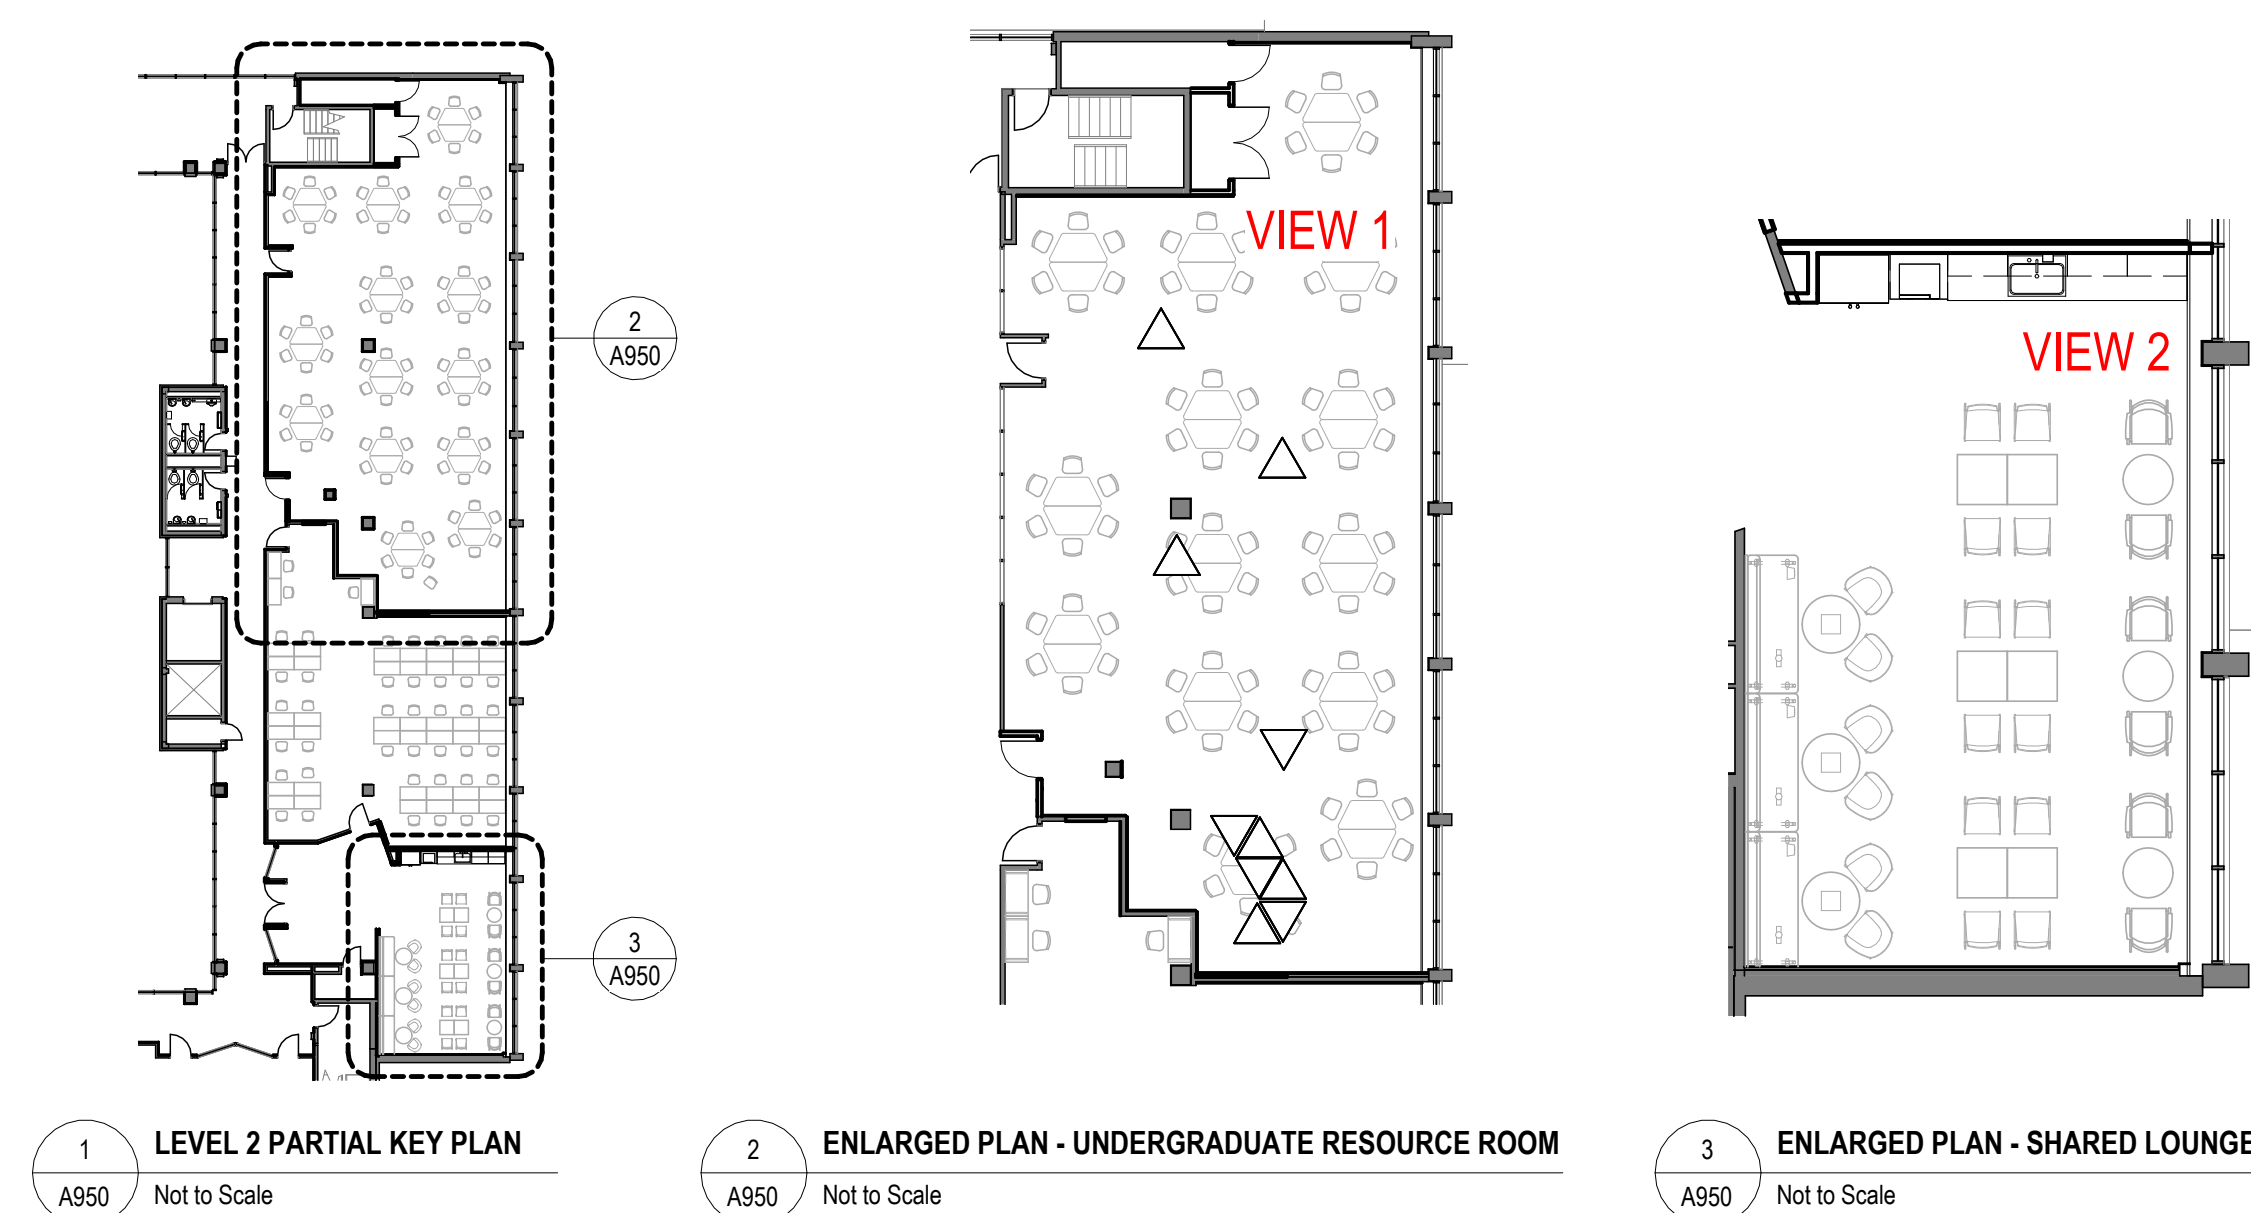 2
A950
3
A950
VIEW 1
VIEW 2
1
A950
LEVEL 2 PARTIAL KEY PLAN
Not to Scale
2
A950
ENLARGED PLAN - UNDERGRADUATE RESOURCE ROOM
Not to Scale
3
A950
ENLARGED PLAN - SHARED LOUNGE
Not to Scale